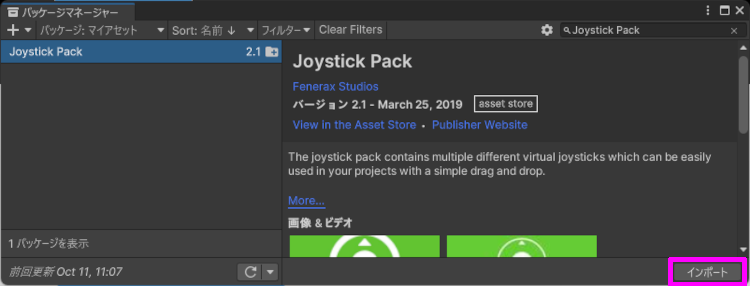 パッケージマネージャー
パッケージ: マイアセット Sort: 名前 ↓ フィルター Clear Filters Joystick Pack
Joystick Pack 2.1
Joystick Pack
Fenerax Studios
バージョン 2.1 - March 25, 2019 asset store
View in the Asset Store • Publisher Website
The joystick pack contains multiple different virtual joysticks which can be easily
used in your projects with a simple drag and drop.
More...
画像 & ビデオ
1 パッケージを表示
前回更新 Oct 11, 11:07
インポート